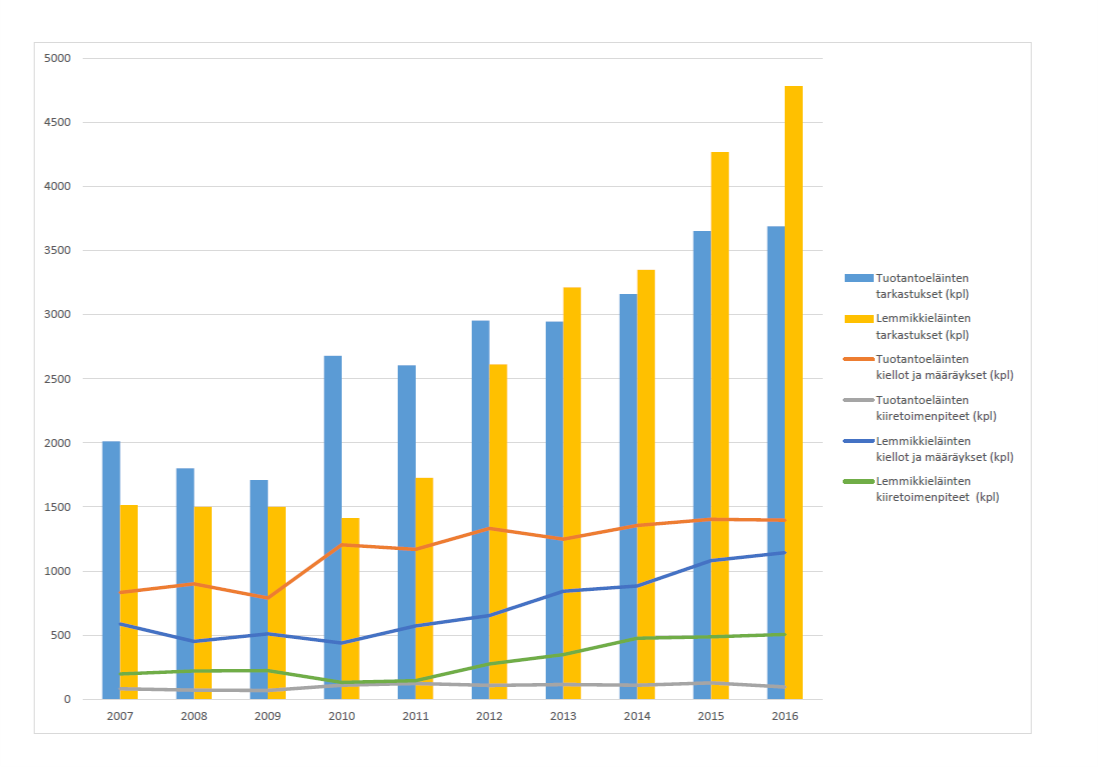 5000
4500
4000
3500
3000
2500
2000
1500
1000
500
0
2007 2008 2009 2010 2011 2012 2013 2014 2015 2016
Tuotantoeläinten
tarkastukset (kpl)
Lemmikkieläinten
tarkastukset (kpl)
Tuotantoeläinten
kiellot ja määräykset (kpl)
Tuotantoeläinten
kiiretoimenpiteet (kpl)
Lemmikkieläinten
kiellot ja määräykset (kpl)
Lemmikkieläinten
kiiretoimenpiteet (kpl)